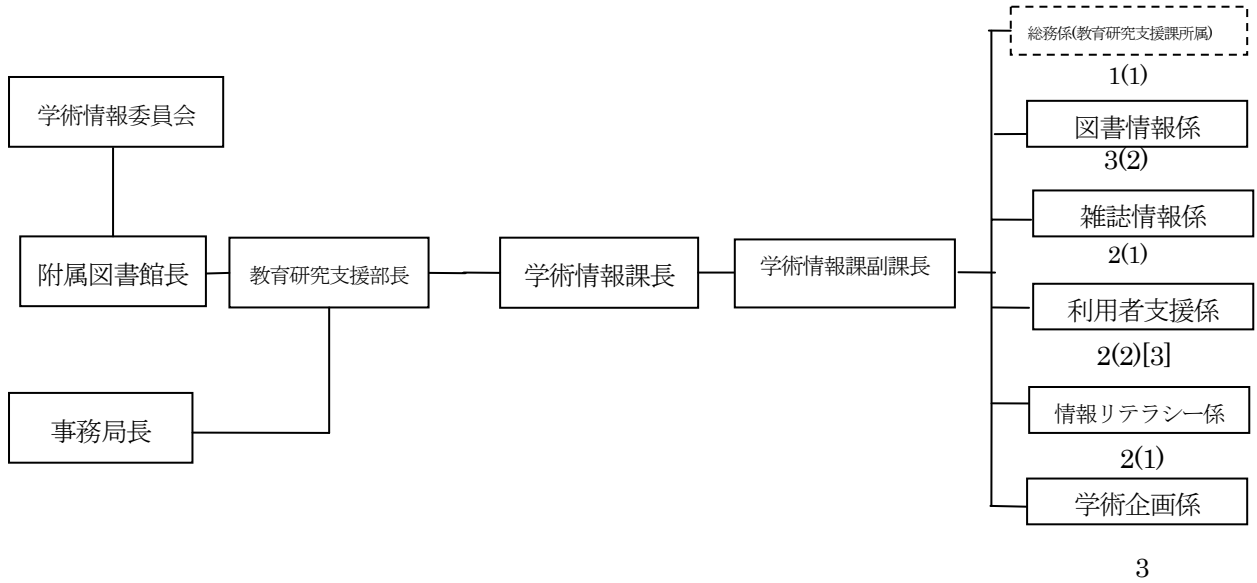 総務係(教育研究支援課所属)
1(1)
学術情報委員会
図書情報係
3(2)
雑誌情報係
2(1)
附属図書館長
教育研究支援部長
学術情報課長
学術情報課副課長
利用者支援係
2(2)[3]
事務局長
情報リテラシー係
2(1)
学術企画係
3